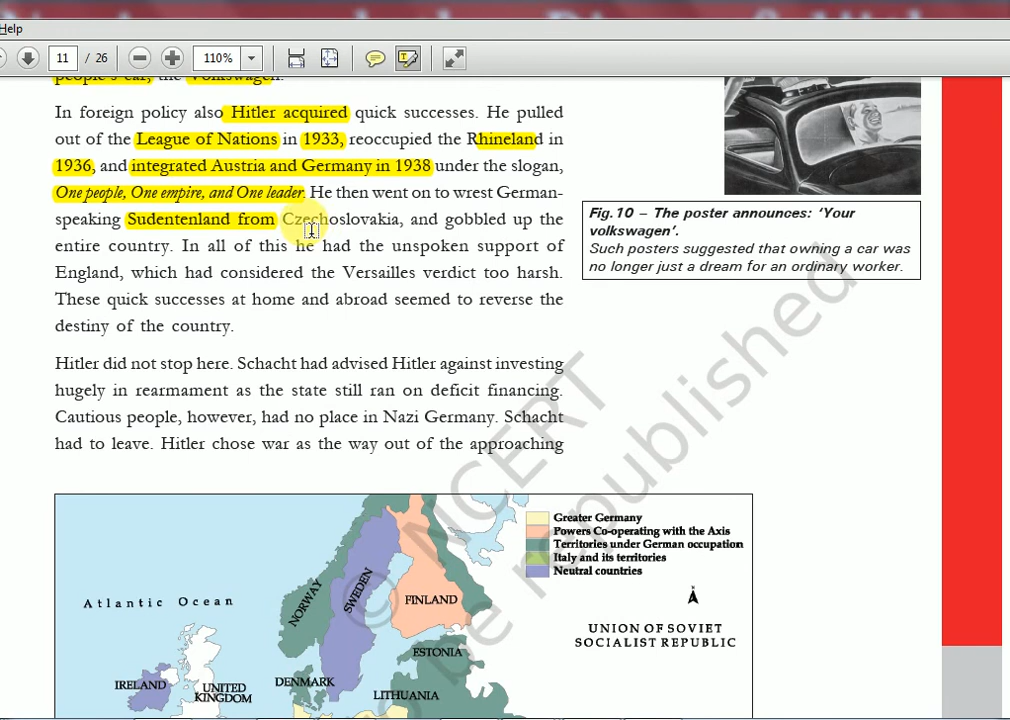 Help
11 / 26
110%
people's car, the Volkswagen.
In foreign policy also Hitler acquired quick successes. He pulled
out of the League of Nations in 1933, reoccupied the Rhineland in
1936, and integrated Austria and Germany in 1938 under the slogan,
One people, One empire, and One leader. He then went on to wrest German-
speaking Sudentenland from Czechoslovakia, and gobbled up the
entire country. In all of this he had the unspoken support of
England, which had considered the Versailles verdict too harsh.
These quick successes at home and abroad seemed to reverse the
destiny of the country.
Hitler did not stop here. Schacht had advised Hitler against investing
hugely in rearmament as the state still ran on deficit financing.
Cautious people, however, had no place in Nazi Germany. Schacht
had to leave. Hitler chose war as the way out of the approaching
Fig.10 – The poster announces: ‘Your
volkswagen’.
Such posters suggested that owning a car was
no longer just a dream for an ordinary worker.
© NCERT
be republished
Greater Germany
Powers Co-operating with the Axis
Territories under German occupation
Italy and its territories
Neutral countries
Atlantic Ocean
NORWAY
SWEDEN
FINLAND
UNION OF SOVIET
SOCIALIST REPUBLIC
ESTONIA
IRELAND
UNITED
KINGDOM
DENMARK
LITHUANIA